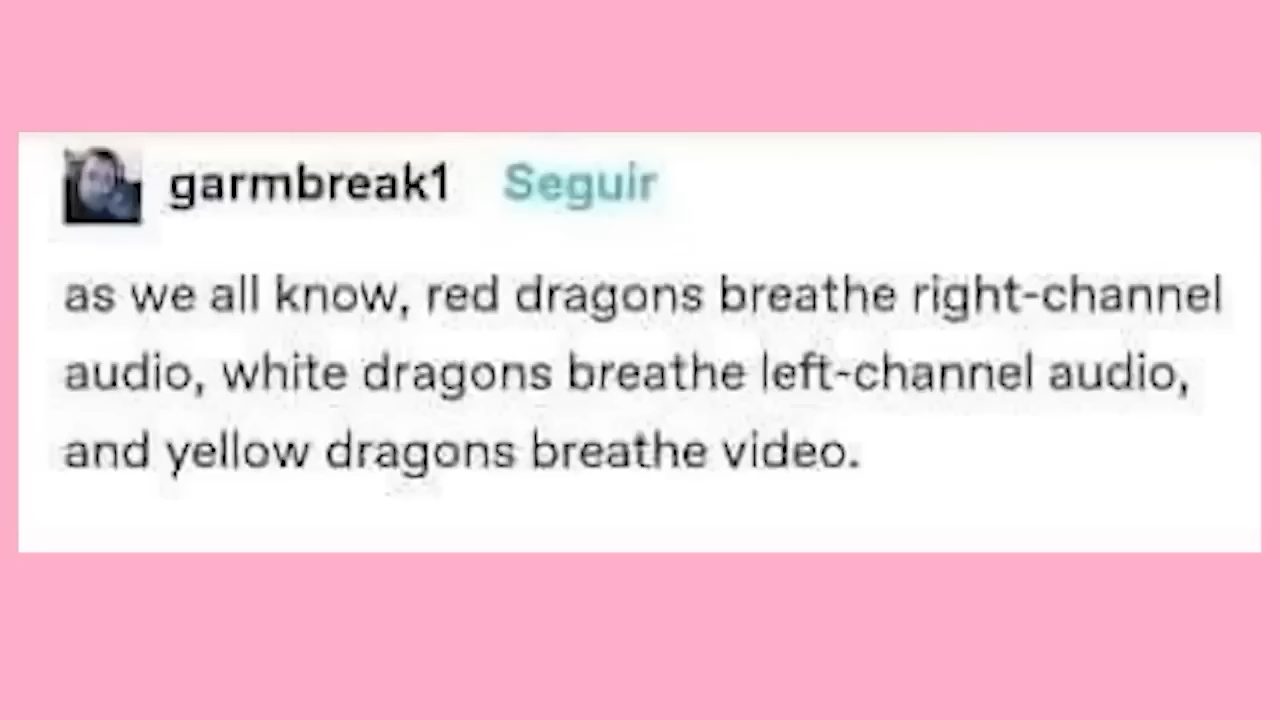 garmbreak1 Seguir
as we all know, red dragons breathe right-channel
audio, white dragons breathe left-channel audio,
and yellow dragons breathe video.